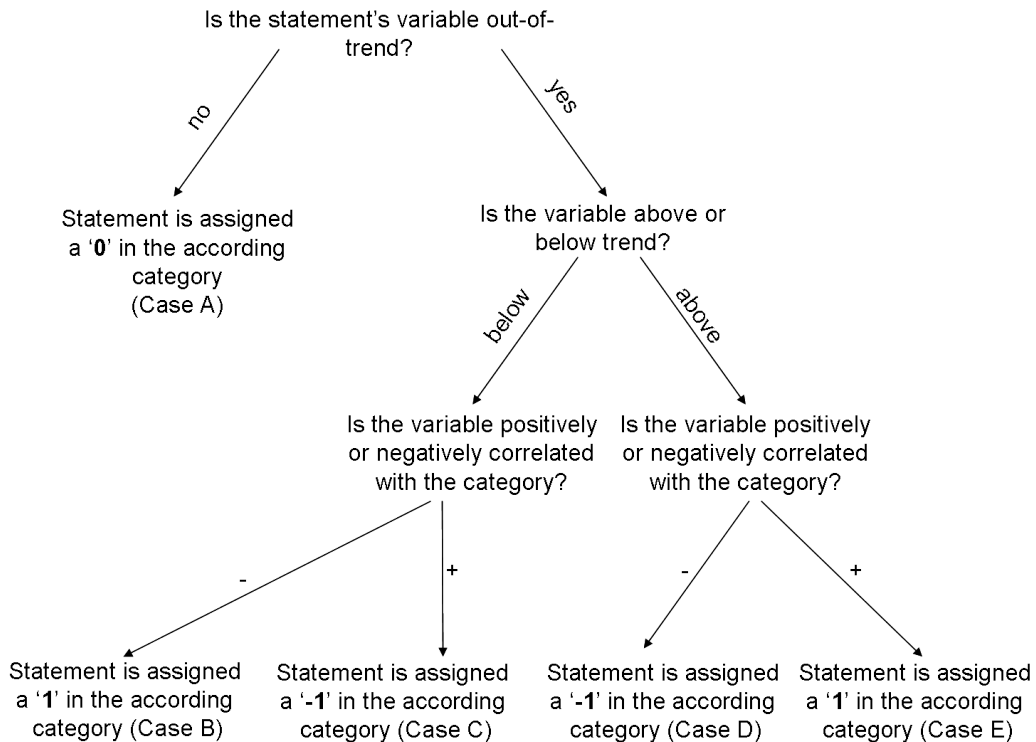 Is the statement’s variable out-of-
trend?
no
yes
Statement is assigned
a ‘0’ in the according
category
(Case A)
Is the variable above or
below trend?
below
above
Is the variable positively
or negatively correlated
with the category?
Is the variable positively
or negatively correlated
with the category?
-
+
-
+
Statement is assigned
a ‘1’ in the according
category (Case B)
Statement is assigned
a ‘-1’ in the according
category (Case C)
Statement is assigned
a ‘-1’ in the according
category (Case D)
Statement is assigned
a ‘1’ in the according
category (Case E)